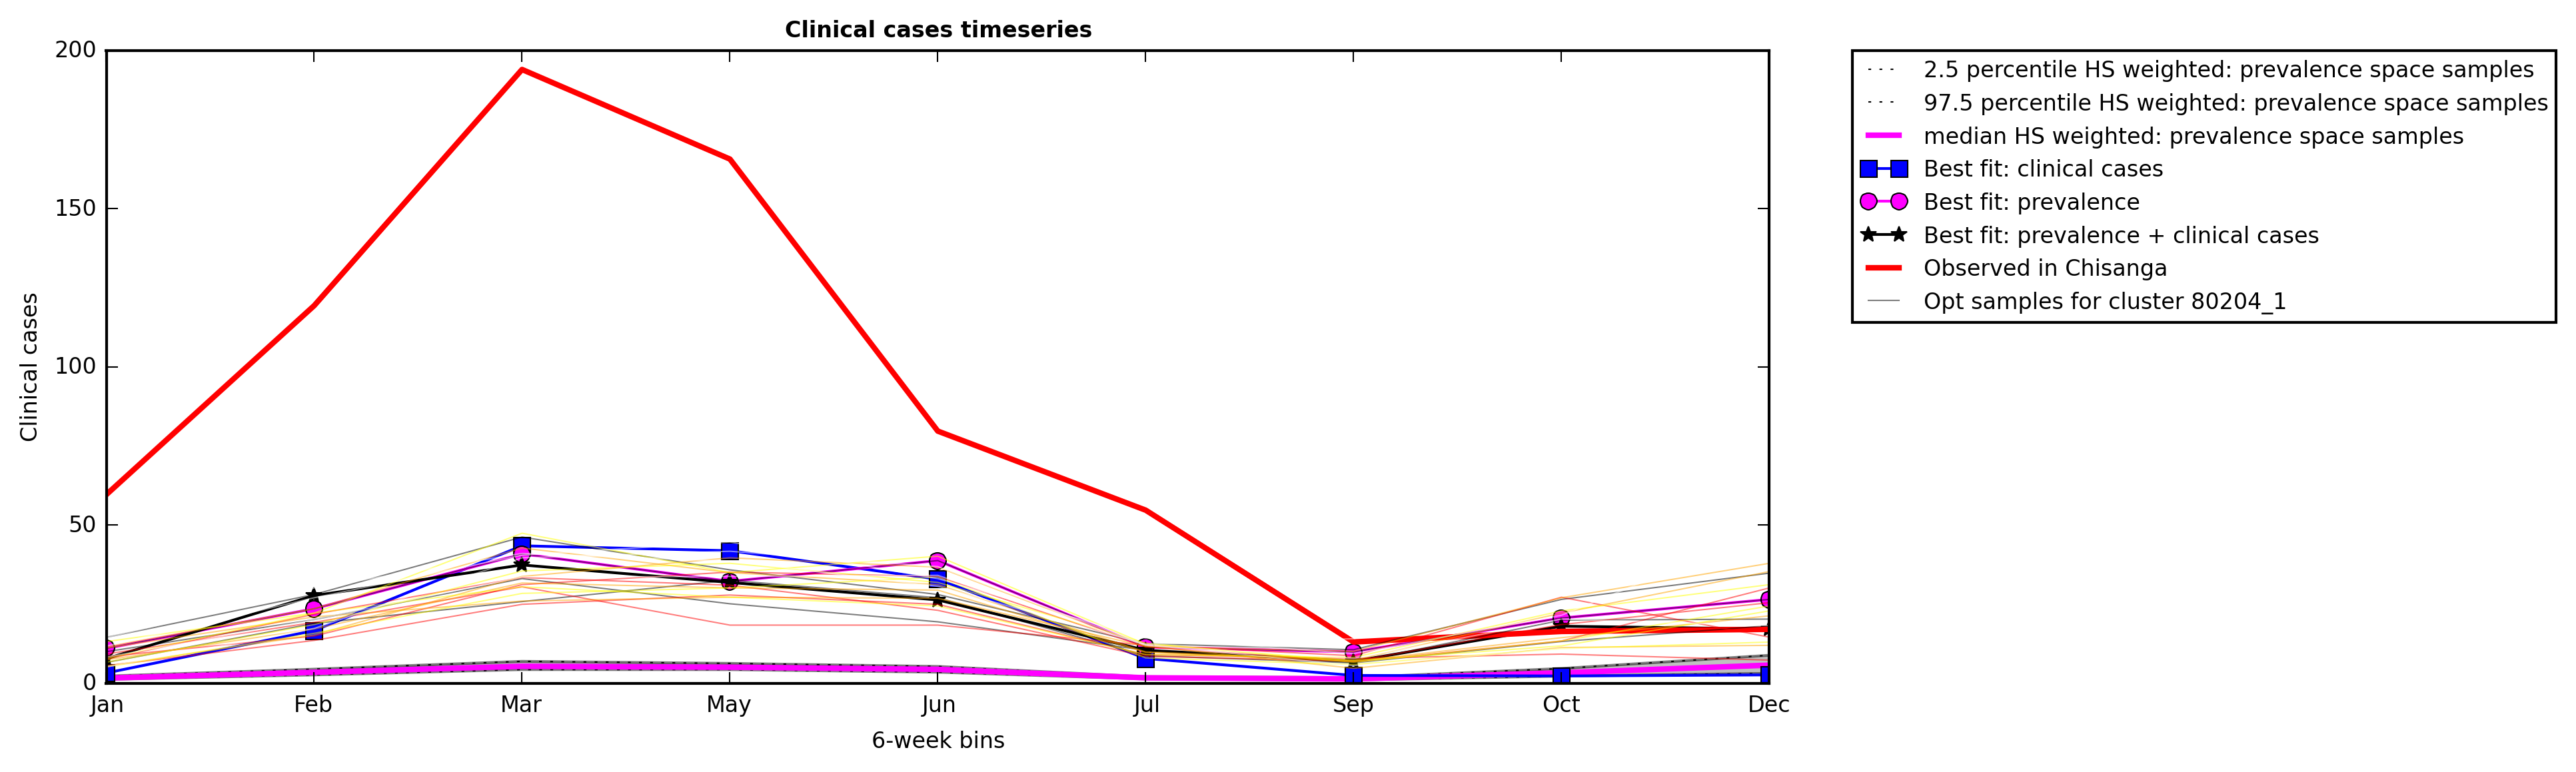 Clinical cases timeseries
200
150
100
50
0
Clinical cases
Jan Feb Mar May Jun Jul Sep Oct Dec
6-week bins
2.5 percentile HS weighted: prevalence space samples
97.5 percentile HS weighted: prevalence space samples
median HS weighted: prevalence space samples
Best fit: clinical cases
Best fit: prevalence
Best fit: prevalence + clinical cases
Observed in Chisanga
Opt samples for cluster 80204_1